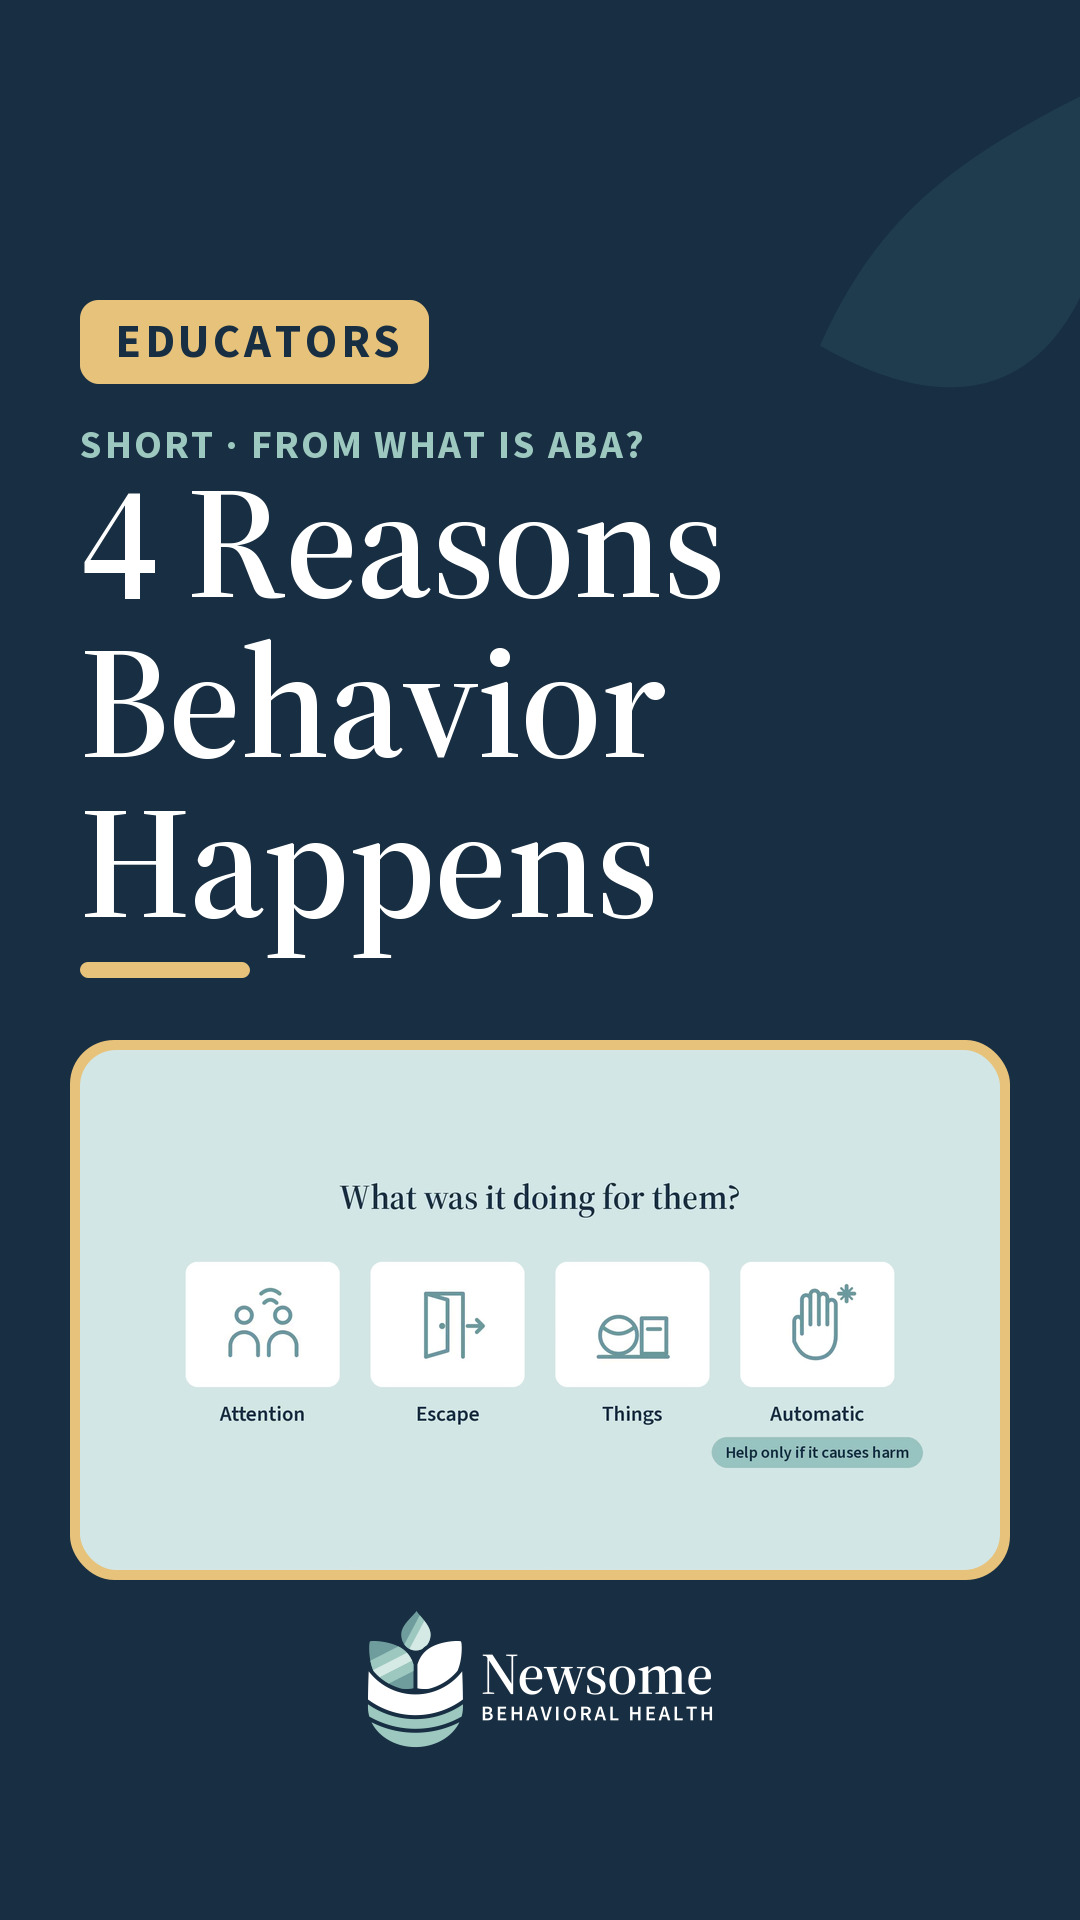 EDUCATORS
SHORT · FROM WHAT IS ABA?
4 Reasons
Behavior
Happens
What was it doing for them?
Attention
Escape
Things
Automatic
Help only if it causes harm
Newsome
BEHAVIORAL HEALTH